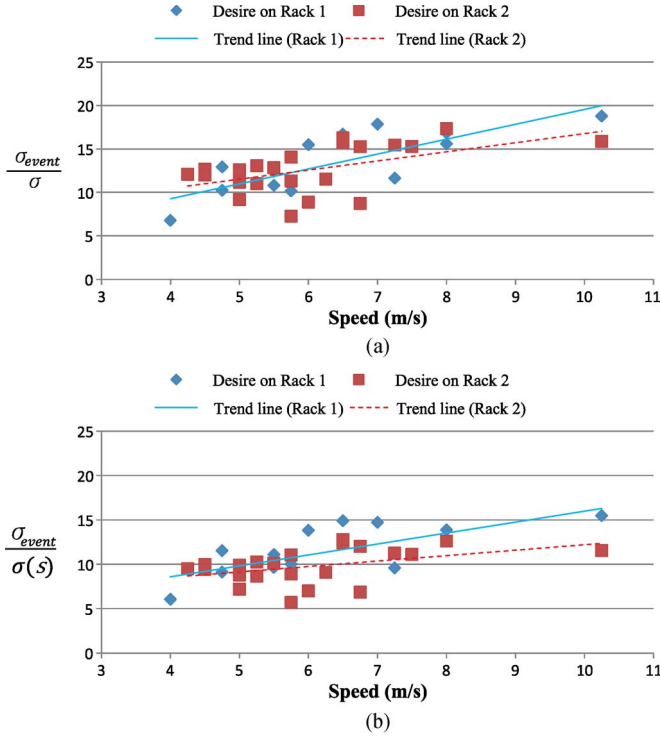 Desire on Rack 1 Desire on Rack 2
Trend line (Rack 1) Trend line (Rack 2)
25
20
15
10
5
0
σevent
σ
3 4 5 6 7 8 9 10 11
Speed (m/s)
(a)
Desire on Rack 1 Desire on Rack 2
Trend line (Rack 1) Trend line (Rack 2)
25
20
15
10
5
0
σevent
σ(s)
3 4 5 6 7 8 9 10 11
Speed (m/s)
(b)